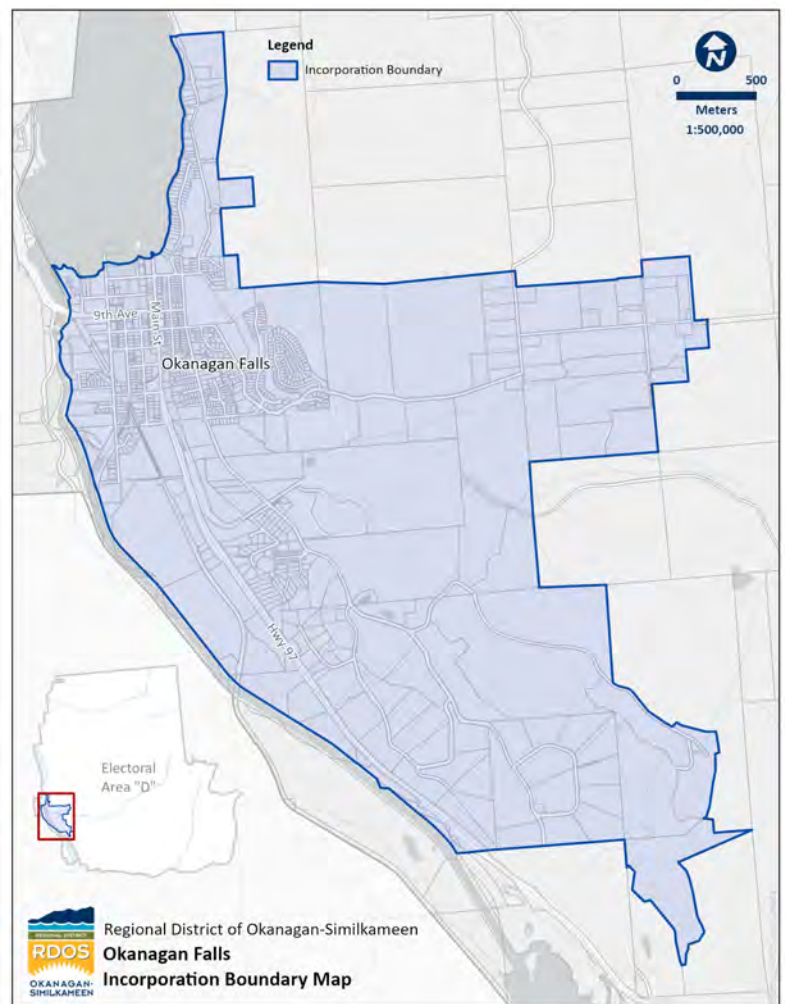 Legend
Incorporation Boundary
N
0 500
Meters
1:500,000
9th Ave
Main St
Okanagan Falls
Hwy 97
Electoral
Area "D"
REGIONAL DISTRICT
RDOS
OKANAGAN-
SIMILKAMEEN
Regional District of Okanagan-Similkameen
Okanagan Falls
Incorporation Boundary Map